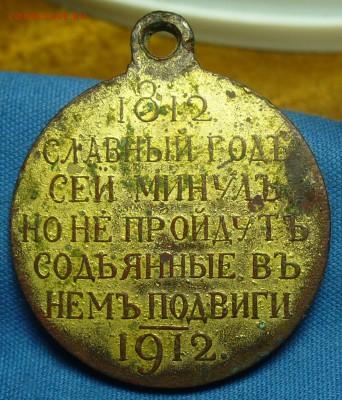 1812.
СЛАВНЫЙ ГОДЪ
СЕЙ МИНУЛЪ
НО НЕ ПРОЙДУТЪ
СОДѢЯННЫЕ ВЪ
НЕМЪ ПОДВИГИ
1912.